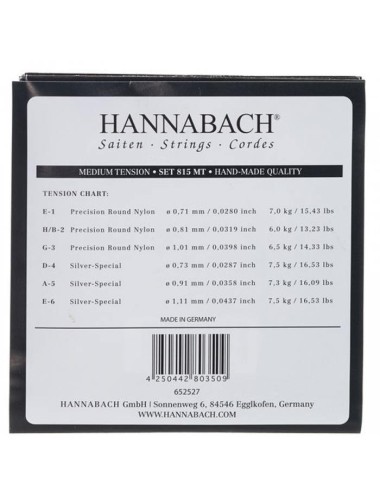 HANNABACH®
Saiten · Strings · Cordes
MEDIUM TENSION • SET 815 MT • HAND-MADE QUALITY
TENSION CHART:
E-1 Precision Round Nylon ø 0,71 mm / 0,0280 inch 7,0 kg / 15,43 lbs
H/B-2 Precision Round Nylon ø 0,81 mm / 0,0319 inch 6,0 kg / 13,23 lbs
G-3 Precision Round Nylon ø 1,01 mm / 0,0398 inch 6,5 kg / 14,33 lbs
D-4 Silver-Special ø 0,73 mm / 0,0287 inch 7,5 kg / 16,53 lbs
A-5 Silver-Special ø 0,91 mm / 0,0358 inch 7,3 kg / 16,09 lbs
E-6 Silver-Special ø 1,11 mm / 0,0437 inch 7,5 kg / 16,53 lbs
MADE IN GERMANY
4 250442 803509
652527
HANNABACH GmbH | Sonnenweg 6, 84546 Egglkofen, Germany
WWW.HANNABACH.COM